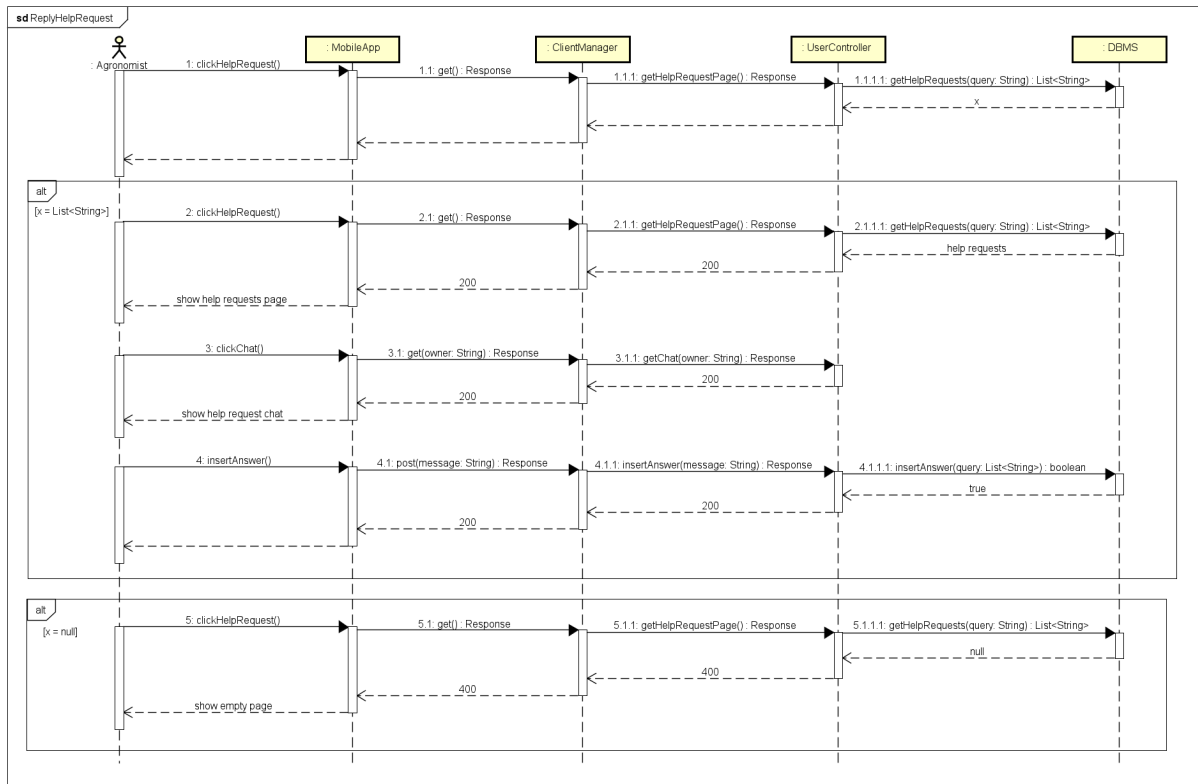 sd ReplyHelpRequest
: Agronomist
: MobileApp
: ClientManager
: UserController
: DBMS
1: clickHelpRequest()
1.1: get() : Response
1.1.1: getHelpRequestPage() : Response
1.1.1.1: getHelpRequests(query: String) : List<String>
x
alt
[x = List<String>]
2: clickHelpRequest()
2.1: get() : Response
2.1.1: getHelpRequestPage() : Response
2.1.1.1: getHelpRequests(query: String) : List<String>
help requests
200
200
show help requests page
3: clickChat()
3.1: get(owner: String) : Response
3.1.1: getChat(owner: String) : Response
200
200
show help request chat
4: insertAnswer()
4.1: post(message: String) : Response
4.1.1: insertAnswer(message: String) : Response
4.1.1.1: insertAnswer(query: List<String>) : boolean
true
200
200
alt
[x = null]
5: clickHelpRequest()
5.1: get() : Response
5.1.1: getHelpRequestPage() : Response
5.1.1.1: getHelpRequests(query: String) : List<String>
null
400
400
show empty page